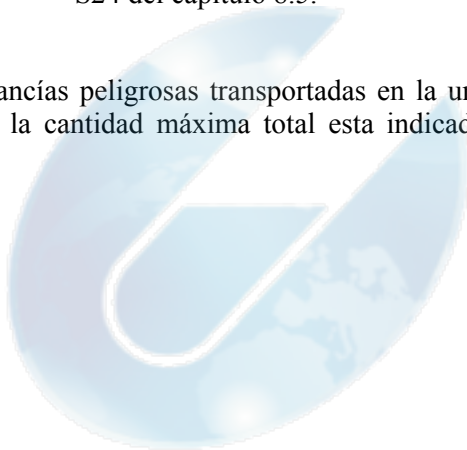 S24 del capítulo 8.5.
ancías peligrosas transportadas en la un
la cantidad máxima total esta indicad